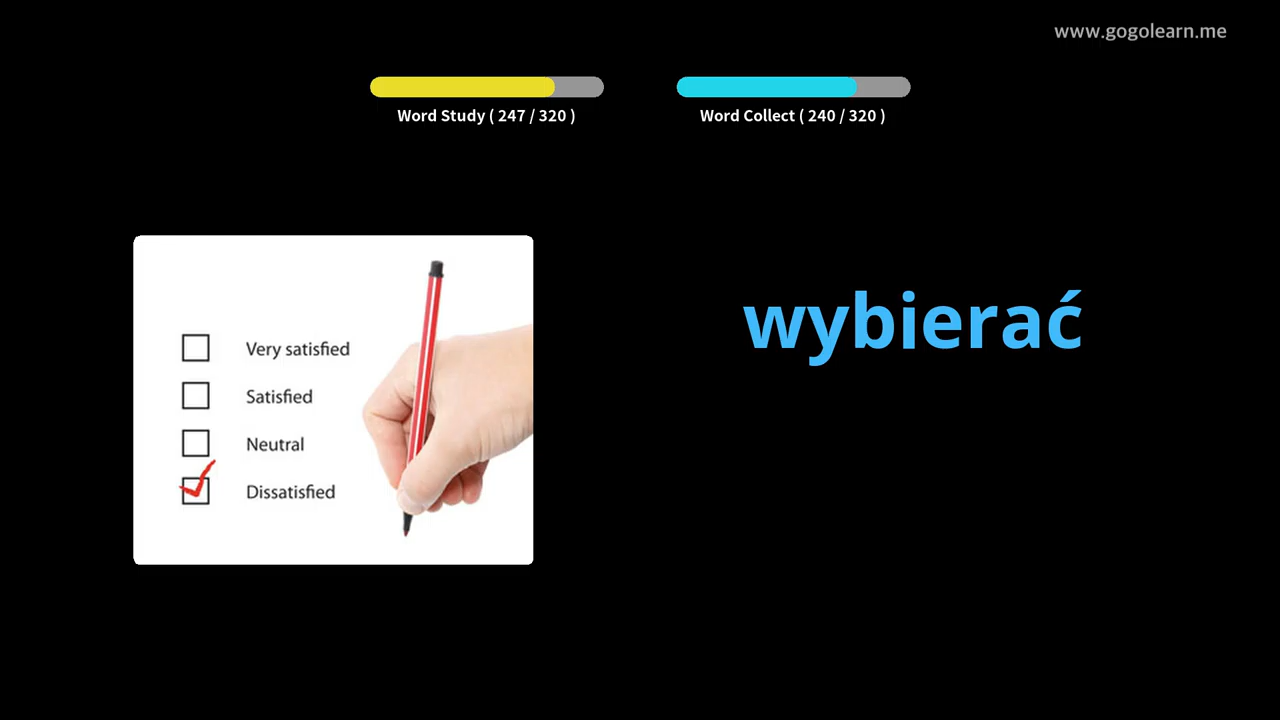 www.gogolearn.me
Word Study ( 247 / 320 )
Word Collect ( 240 / 320 )
wybierać
Very satisfied
Satisfied
Neutral
Dissatisfied